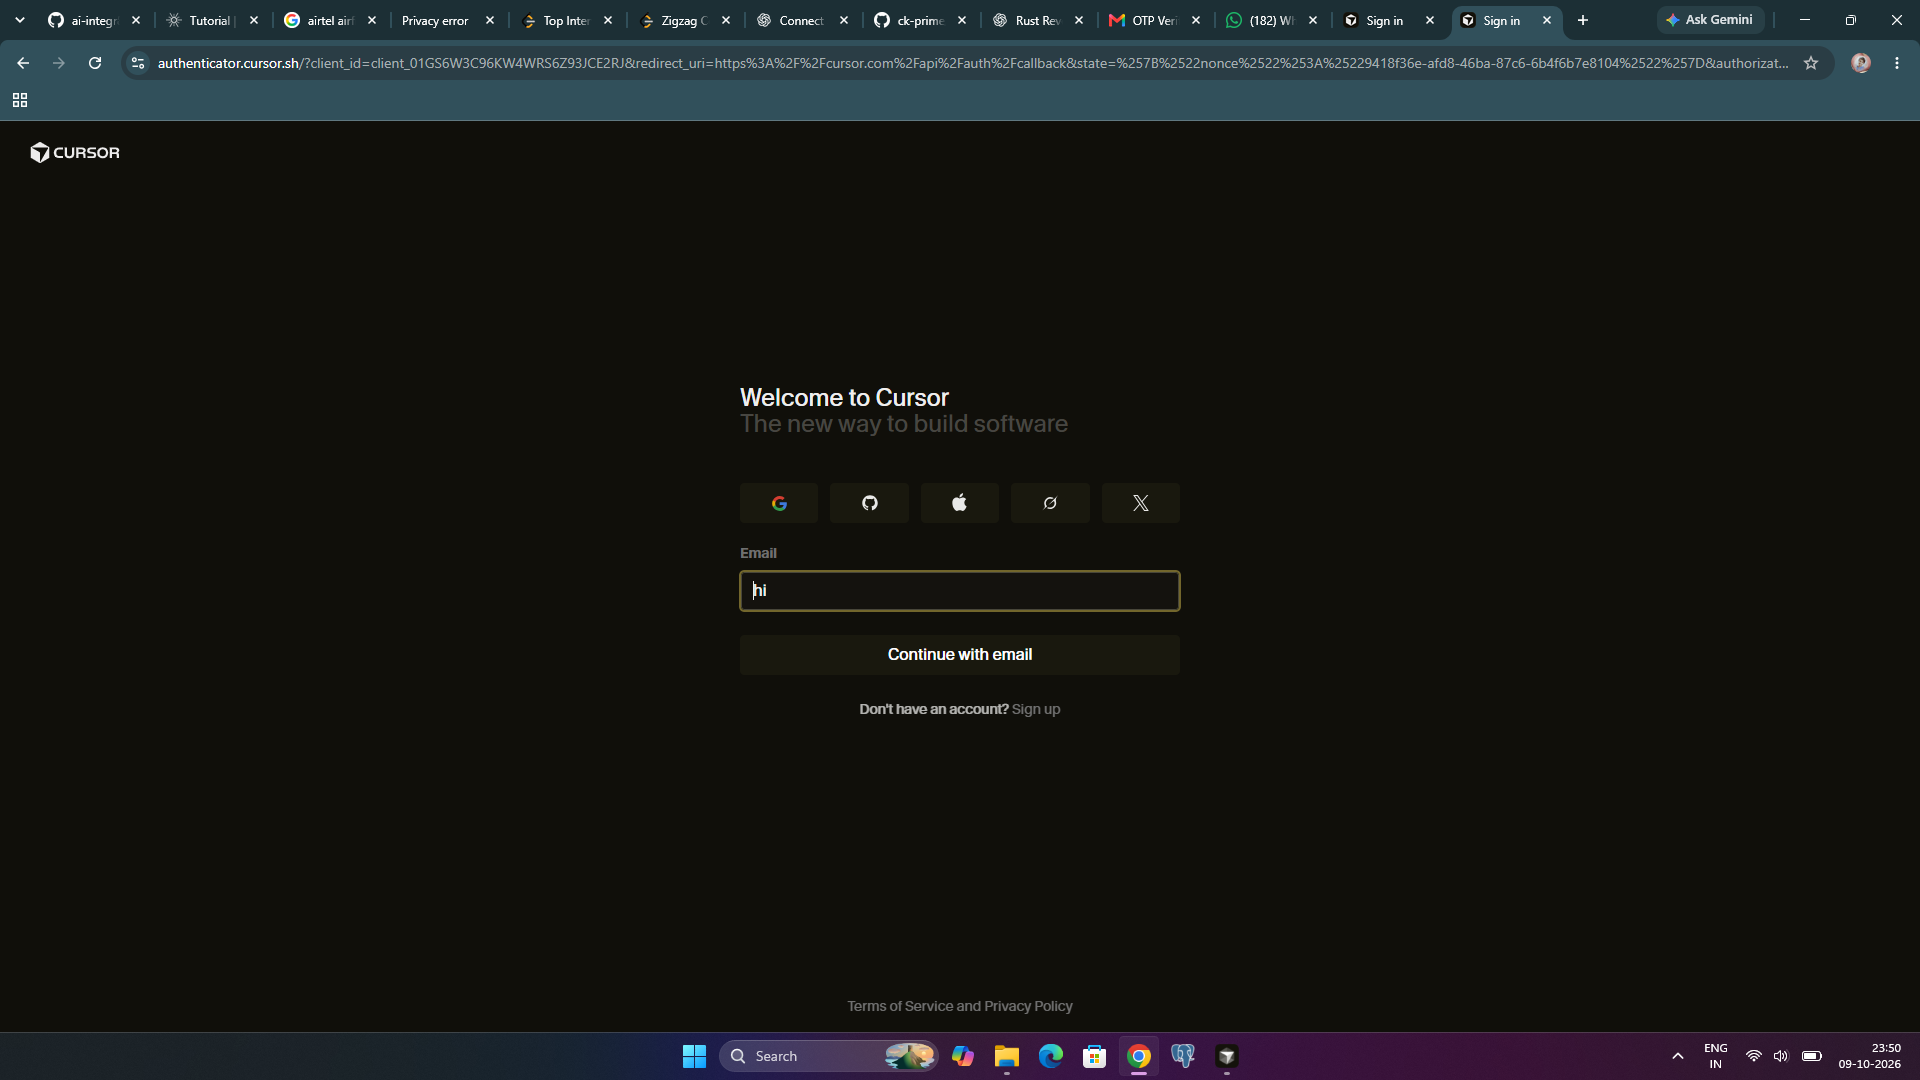 ai-integr
Tutorial
airtel airf
Privacy error
Top Inter
Zigzag C
Connect
ck-prime
Rust Rev
OTP Veri
(182) Wh
Sign in
Sign in
Ask Gemini
authenticator.cursor.sh/?client_id=client_01GS6W3C96KW4WRS6Z93JCE2RJ&redirect_uri=https%3A%2F%2Fcursor.com%2Fapi%2Fauth%2Fcallback&state=%257B%2522nonce%2522%253A%25229418f36e-afd8-46ba-87c6-6b4f6b7e8104%2522%257D&authorizat...
CURSOR
Welcome to Cursor
The new way to build software
Email
hi
Continue with email
Don't have an account? Sign up
Terms of Service and Privacy Policy
Search
ENG
IN
23:50
09-10-2026